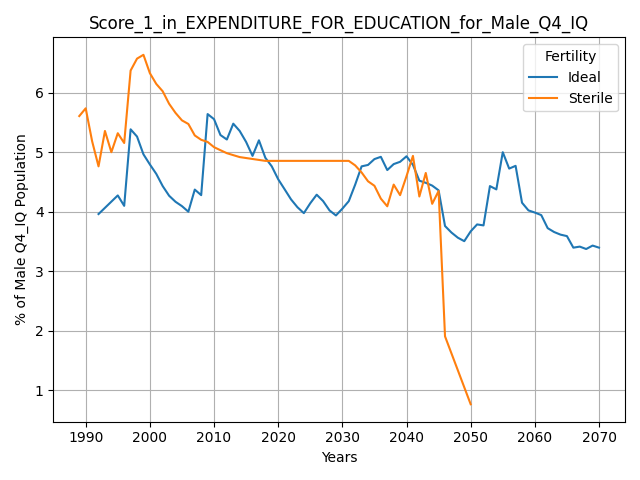 Score_1_in_EXPENDITURE_FOR_EDUCATION_for_Male_Q4_IQ
% of Male Q4_IQ Population
6
5
4
3
2
1
Fertility
Ideal
Sterile
1990 2000 2010 2020 2030 2040 2050 2060 2070
Years